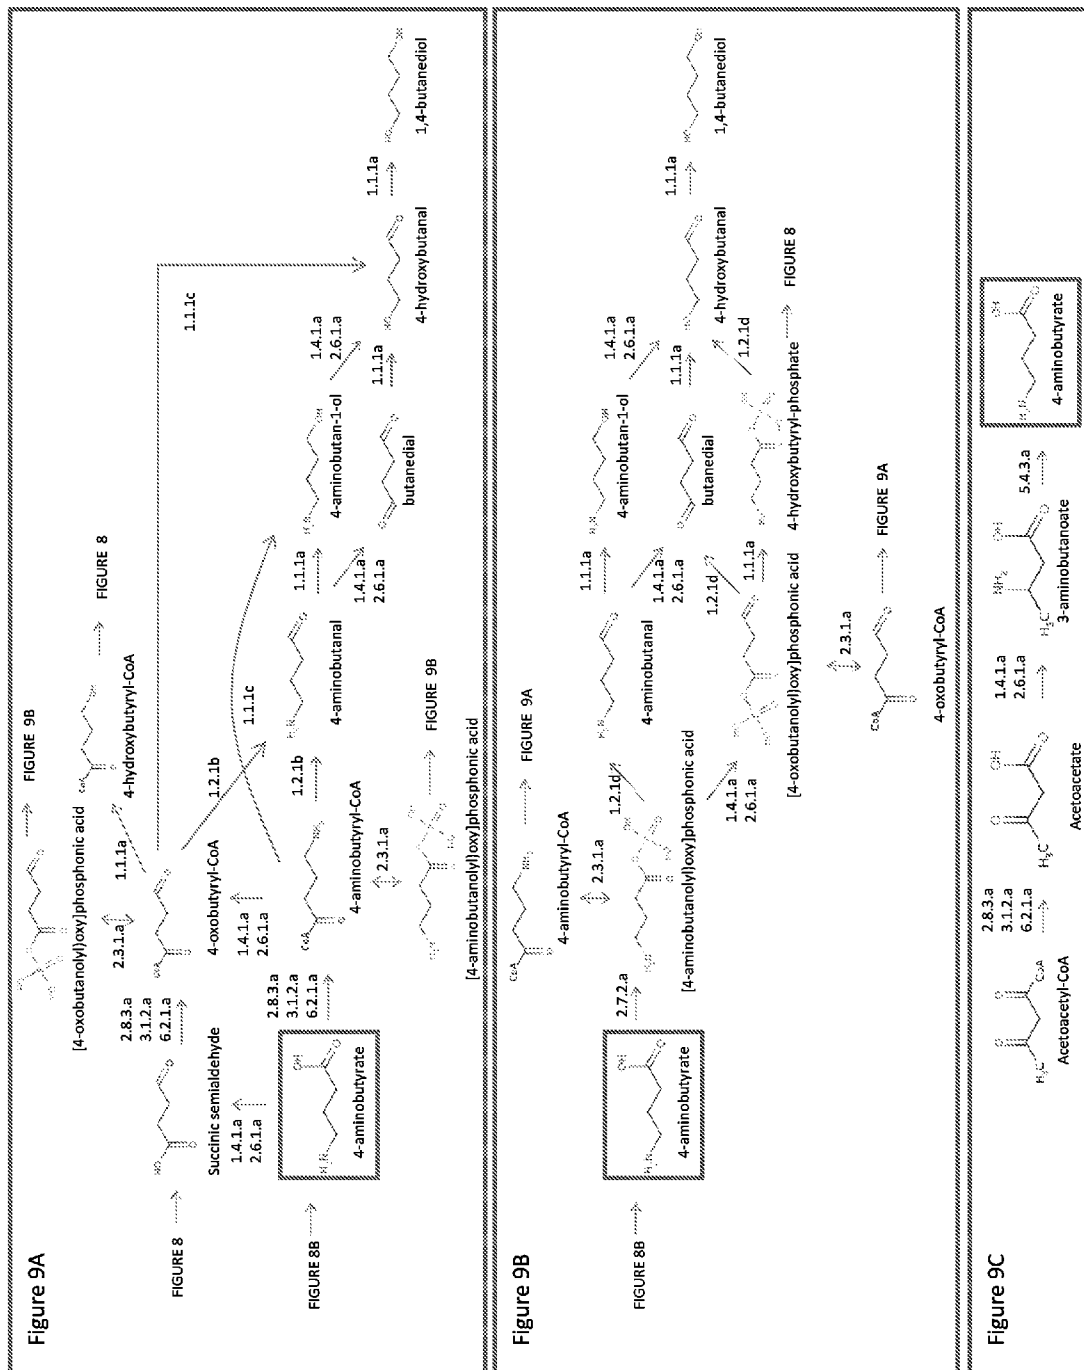 Figure 9A
FIGURE 9B
[4-oxobutanolyl)oxy]phosphonic acid
FIGURE 8
4-hydroxybutyryl-CoA
1.1.1a
2.3.1.a
1.1.1c
FIGURE 8
Succinic semialdehyde
2.8.3.a
3.1.2.a
6.2.1.a
4-oxobutyryl-CoA
1.2.1b
1.4.1.a
2.6.1.a
1.4.1.a
2.6.1.a
1.1.1c
FIGURE 8B
4-aminobutyrate
2.8.3.a
3.1.2.a
6.2.1.a
4-aminobutyryl-CoA
1.2.1b
4-aminobutanal
1.1.1a
4-aminobutan-1-ol
1.4.1.a
2.6.1.a
1.4.1.a
2.6.1.a
butanedial
1.1.1a
4-hydroxybutanal
1.1.1a
1,4-butanediol
2.3.1.a
FIGURE 9B
[4-aminobutanolyl)oxy]phosphonic acid
Figure 9B
FIGURE 9A
4-aminobutyryl-CoA
2.3.1.a
FIGURE 8B
4-aminobutyrate
2.7.2.a
[4-aminobutanolyl)oxy]phosphonic acid
1.2.1d
4-aminobutanal
1.1.1a
4-aminobutan-1-ol
1.4.1.a
2.6.1.a
1.4.1.a
2.6.1.a
butanedial
1.1.1a
4-hydroxybutanal
1.1.1a
1,4-butanediol
1.4.1.a
2.6.1.a
1.2.1d
[4-oxobutanolyl)oxy]phosphonic acid
1.1.1a
4-hydroxybutyryl-phosphate
1.2.1d
FIGURE 8
2.3.1.a
CoA
4-oxobutyryl-CoA
FIGURE 9A
Figure 9C
Acetoacetyl-CoA
2.8.3.a
3.1.2.a
6.2.1.a
Acetoacetate
1.4.1.a
2.6.1.a
3-aminobutanoate
5.4.3.a
4-aminobutyrate